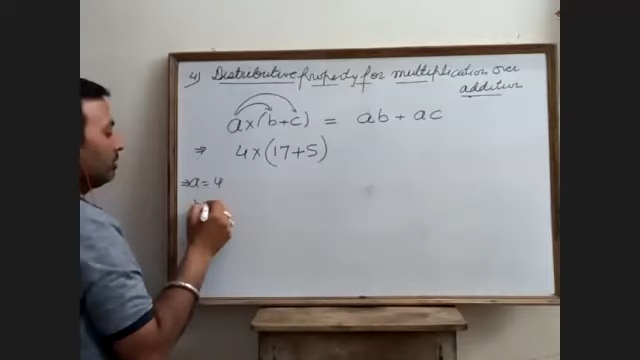 4) Distributive property for multiplication over
addition
a×(b+c) = ab + ac
⇒ 4×(17+5)
⇒a=4